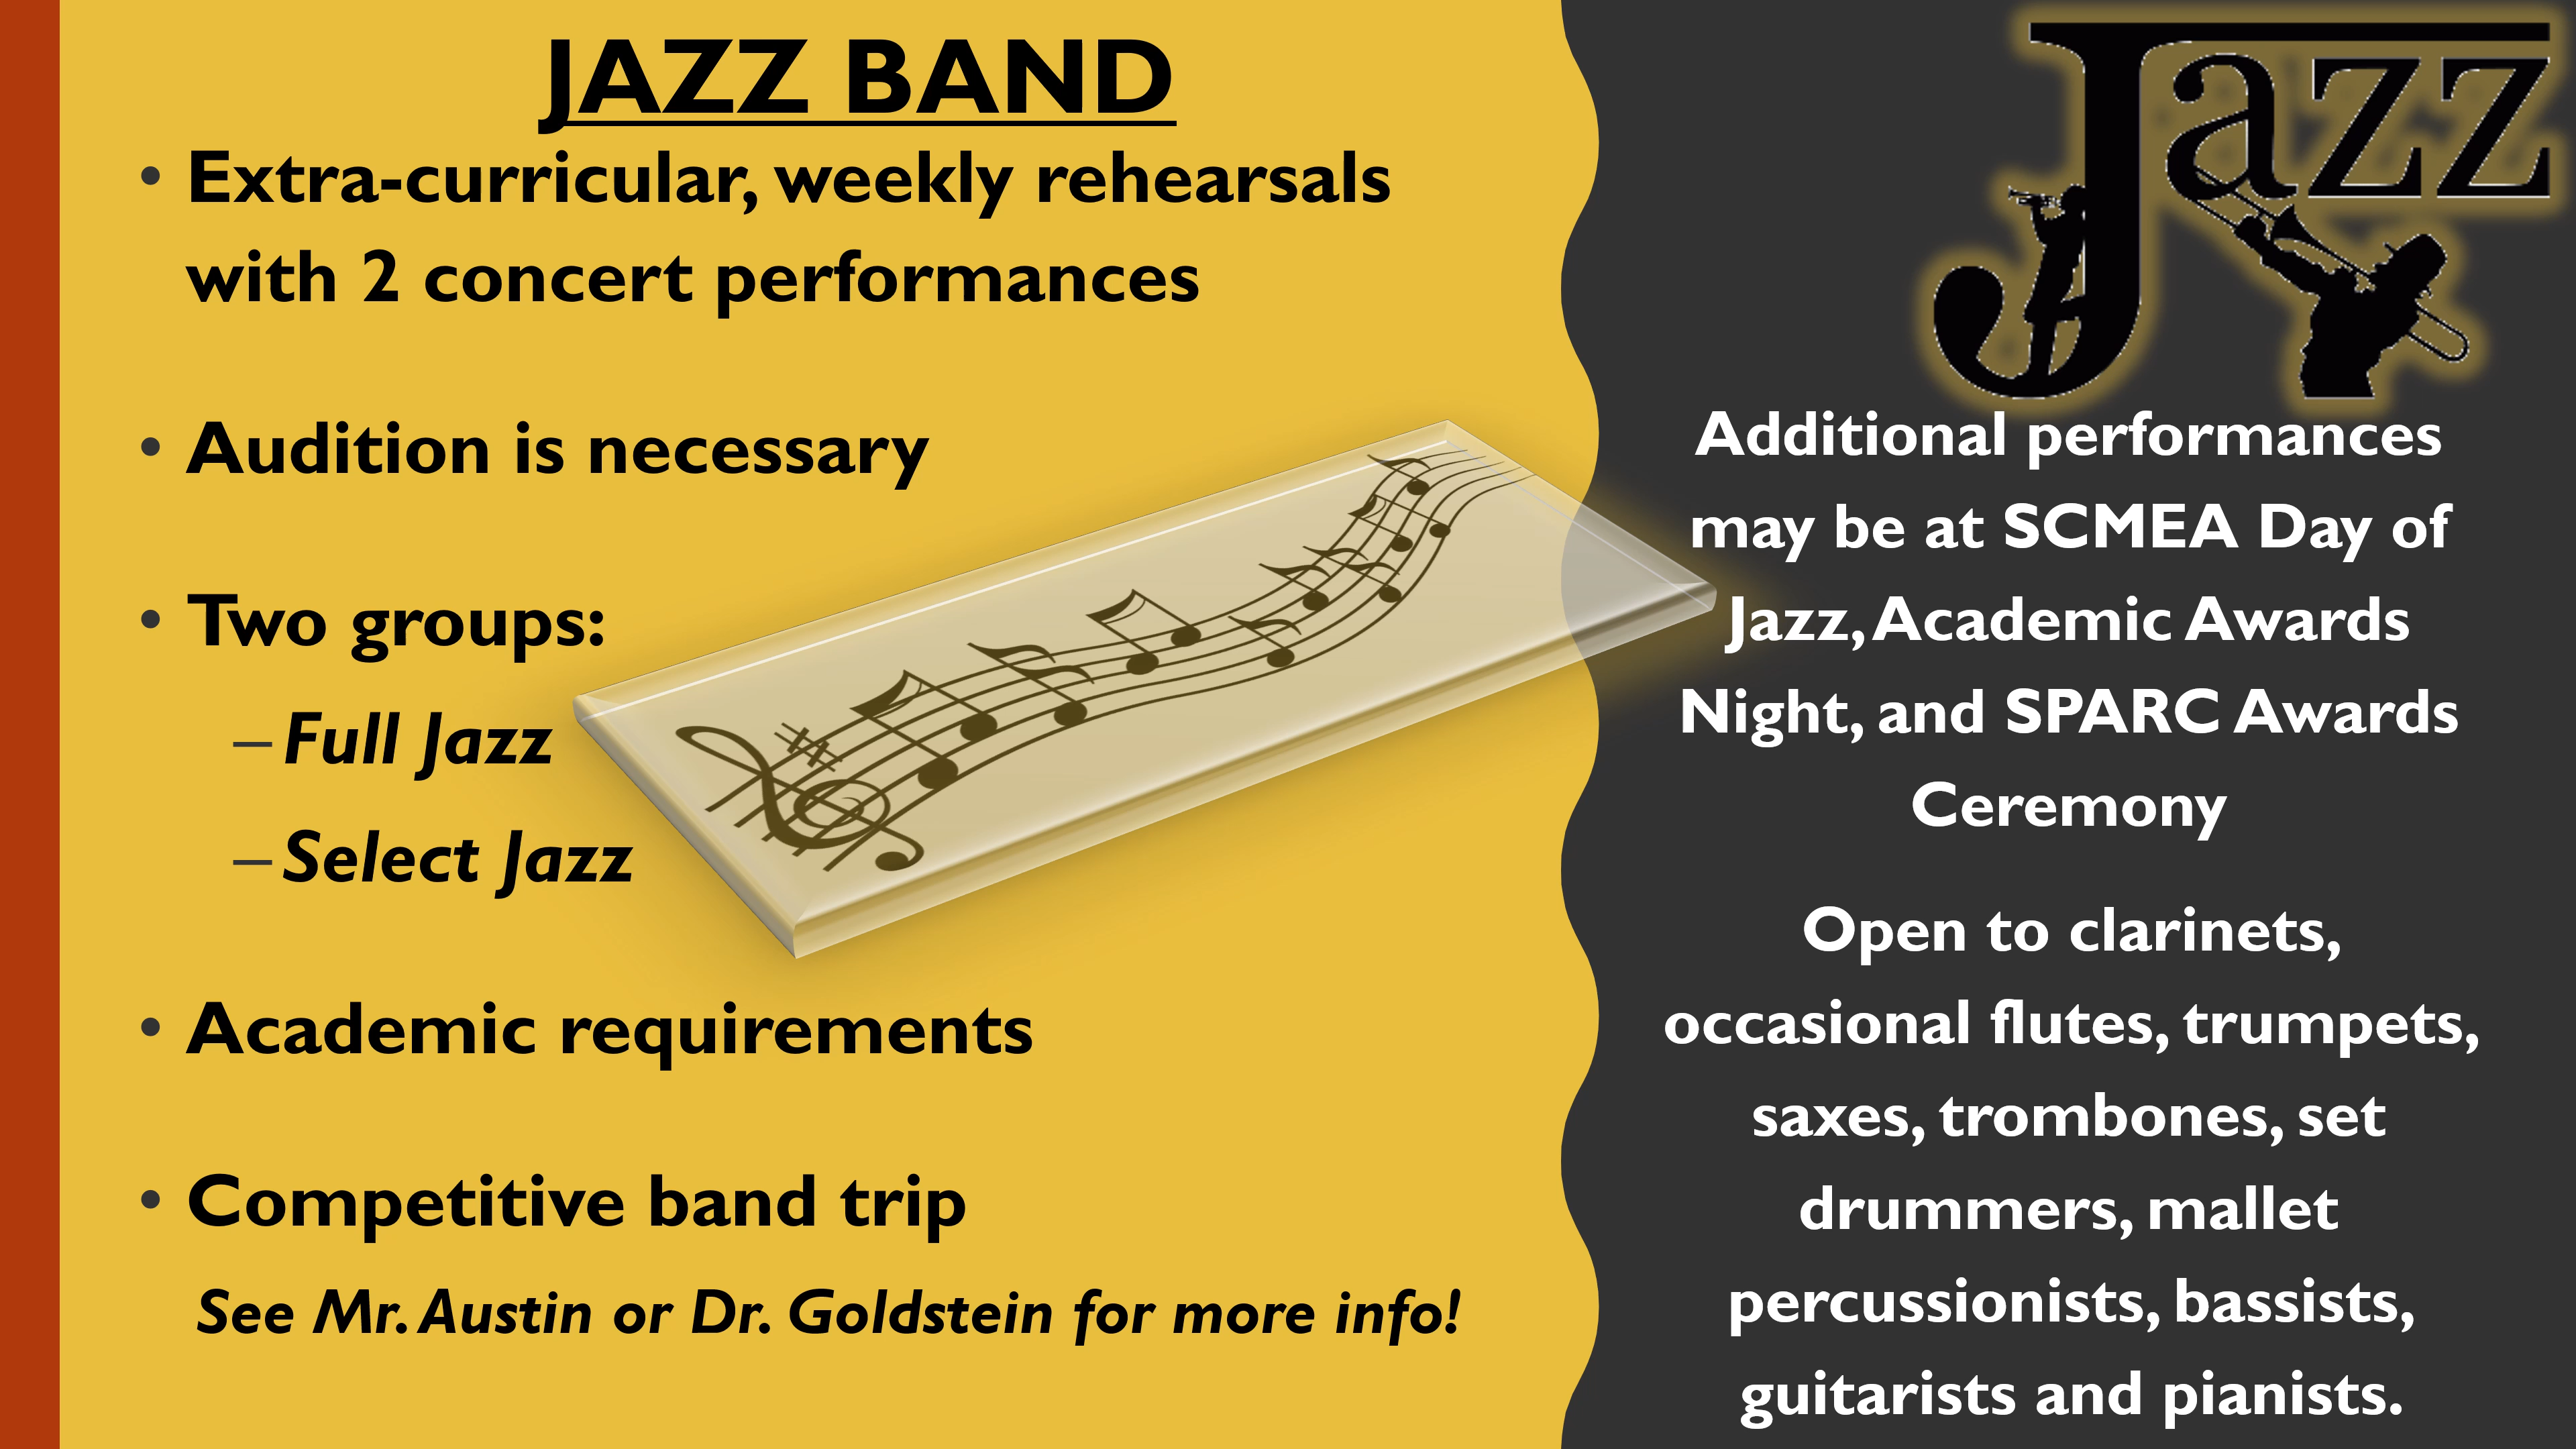 JAZZ BAND
• Extra-curricular, weekly rehearsals
with 2 concert performances
• Audition is necessary
• Two groups:
– Full Jazz
– Select Jazz
• Academic requirements
• Competitive band trip
See Mr. Austin or Dr. Goldstein for more info!
Jazz
Additional performances
may be at SCMEA Day of
Jazz, Academic Awards
Night, and SPARC Awards
Ceremony
Open to clarinets,
occasional flutes, trumpets,
saxes, trombones, set
drummers, mallet
percussionists, bassists,
guitarists and pianists.